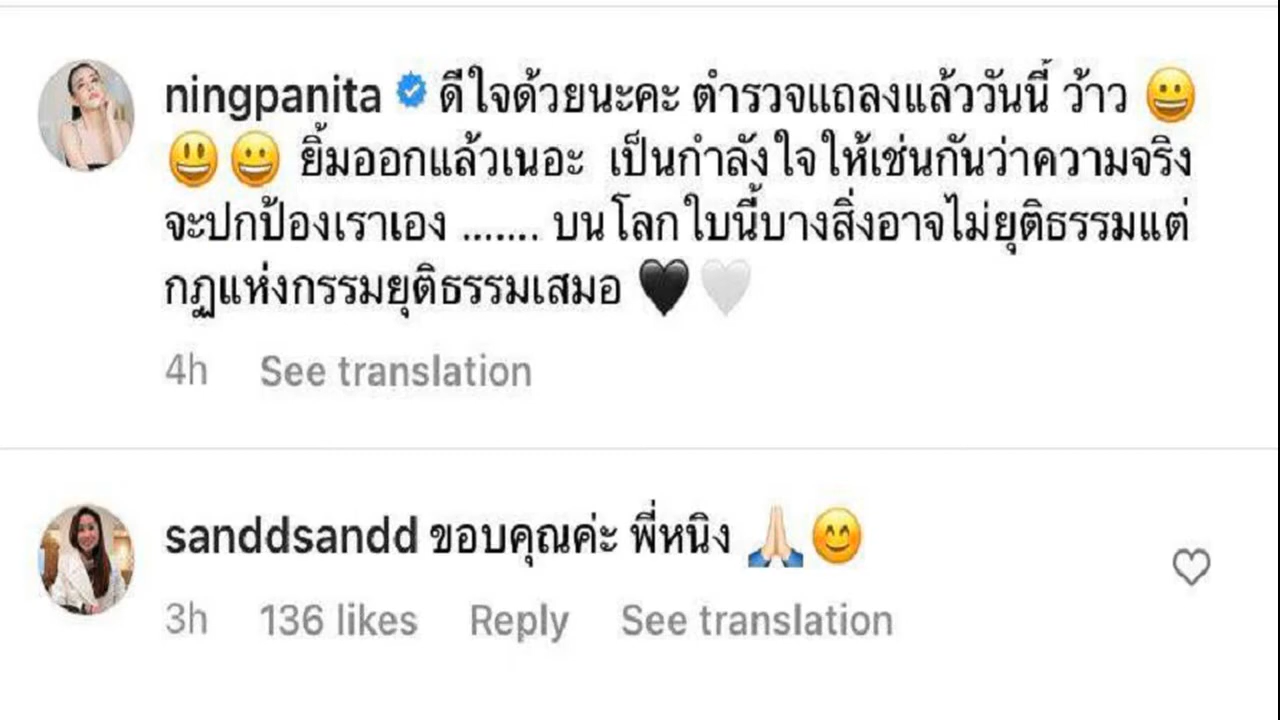 ningpanita ดีใจด้วยนะคะ ตำรวจแถลงแล้ววันนี้ ว้าว 😀
😃😀 ยิ้มออกแล้วเนอะ เป็นกำลังใจให้เช่นกันว่าความจริง
จะปกป้องเราเอง ....... บนโลกใบนี้บางสิ่งอาจไม่ยุติธรรมแต่
กฏแห่งกรรมยุติธรรมเสมอ 🖤🤍
4h See translation
sanddsandd ขอบคุณค่ะ พี่หนิง 🙏🏻😊
3h 136 likes Reply See translation